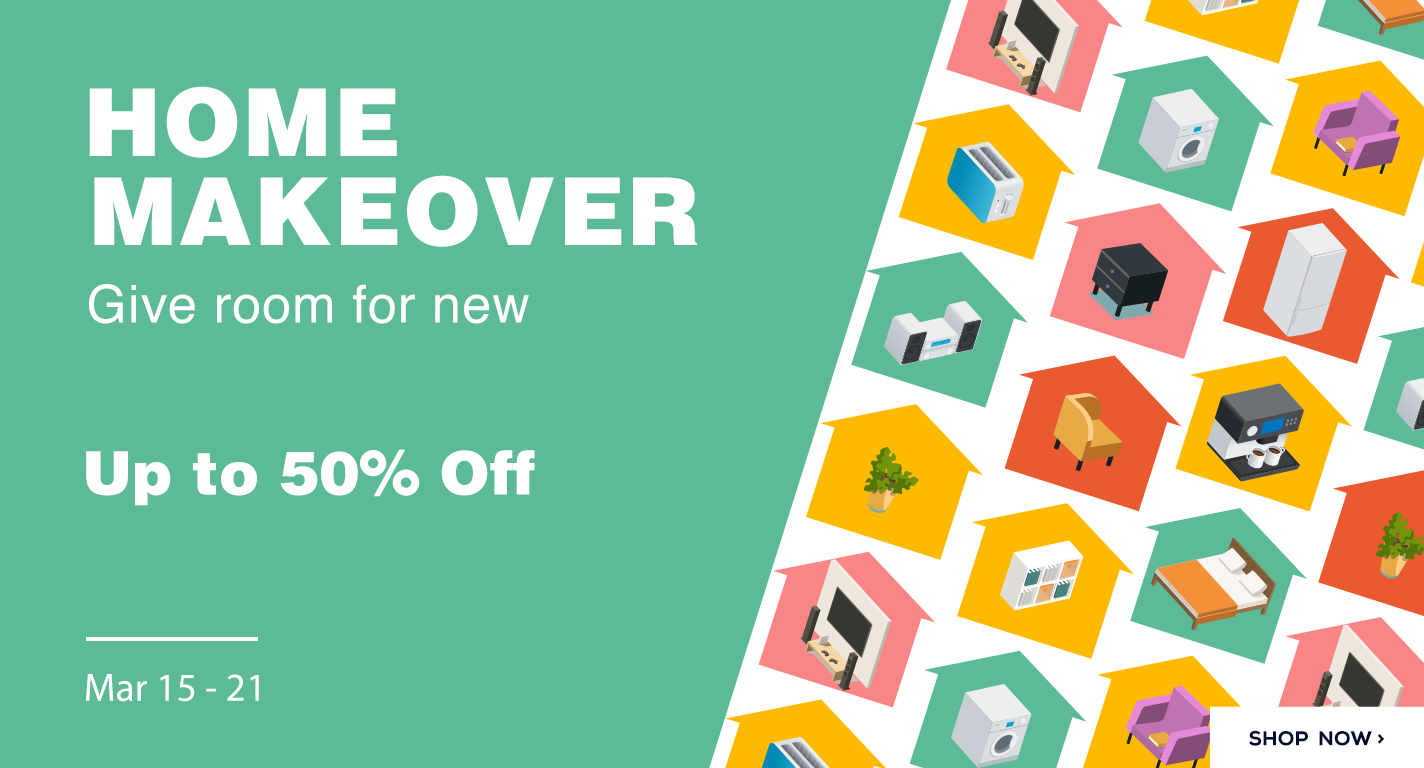 HOME
MAKEOVER
Give room for new
Up to 50% Off
Mar 15 - 21
SHOP NOW ›